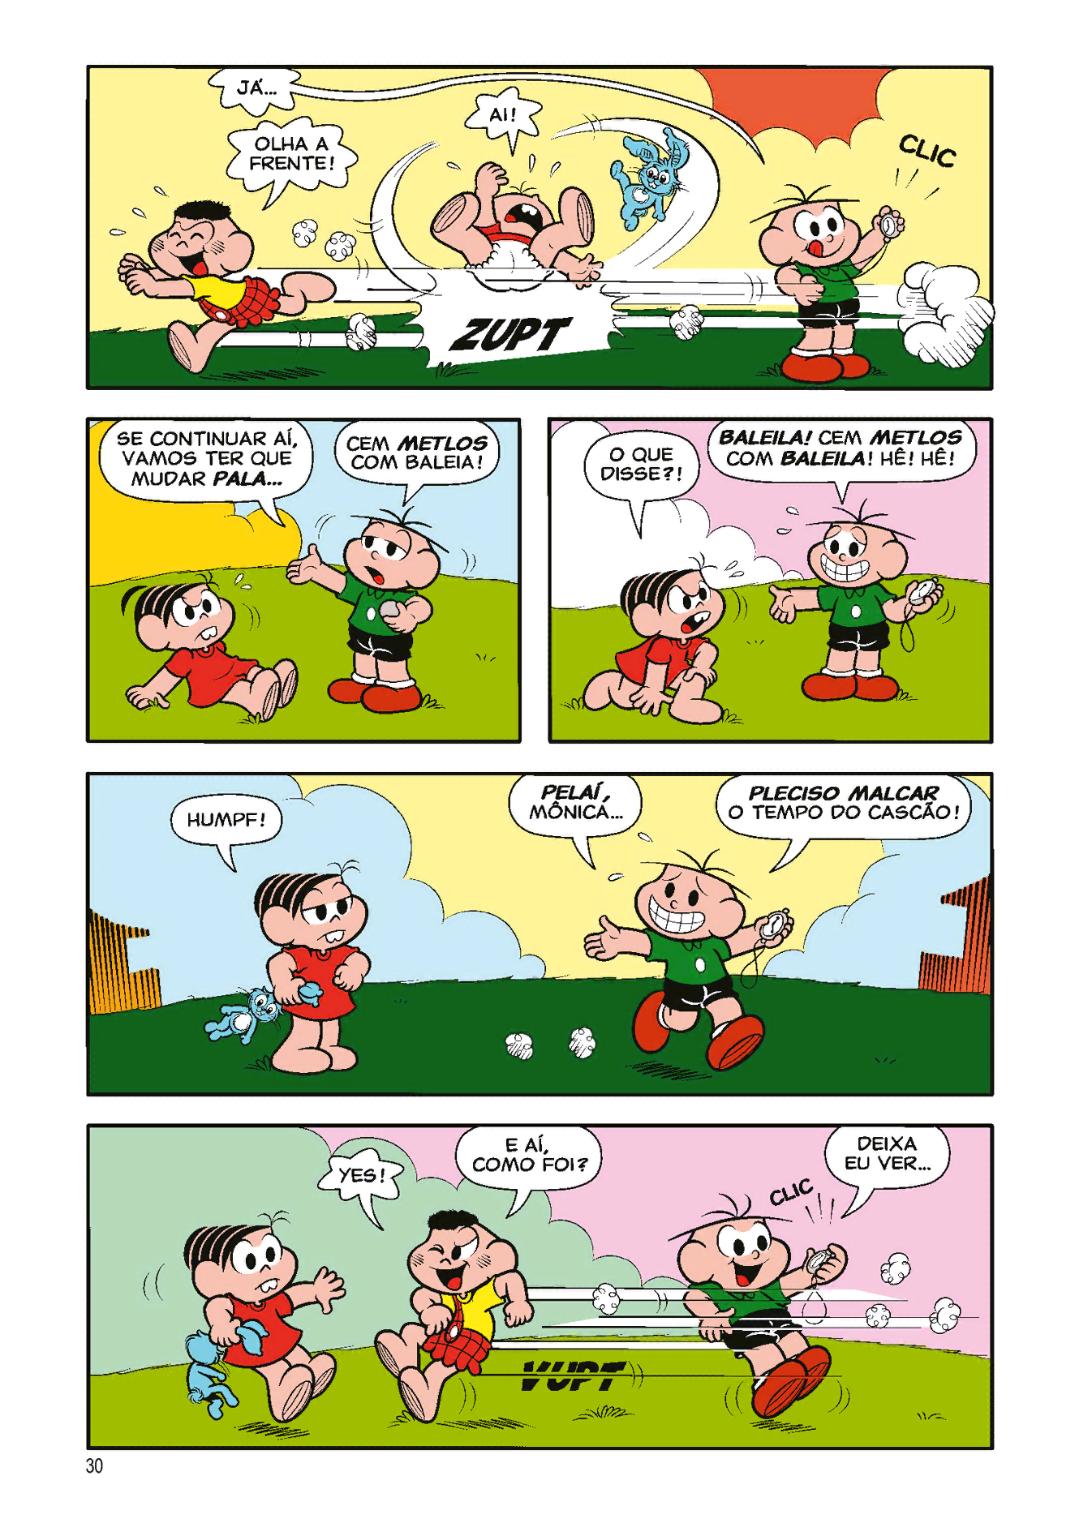 JÁ...
OLHA A
FRENTE!
AI!
CLIC
ZUPT
SE CONTINUAR AÍ,
VAMOS TER QUE
MUDAR PALA...
CEM METLOS
COM BALEIA!
O QUE
DISSE?!
BALEILA! CEM METLOS
COM BALEILA! HÊ! HÊ!
HUMPF!
PELAÍ,
MÔNICA...
PLECISO MALCAR
O TEMPO DO CASCÃO!
YES!
E AÍ,
COMO FOI?
CLIC
DEIXA
EU VER...
VUPT
30